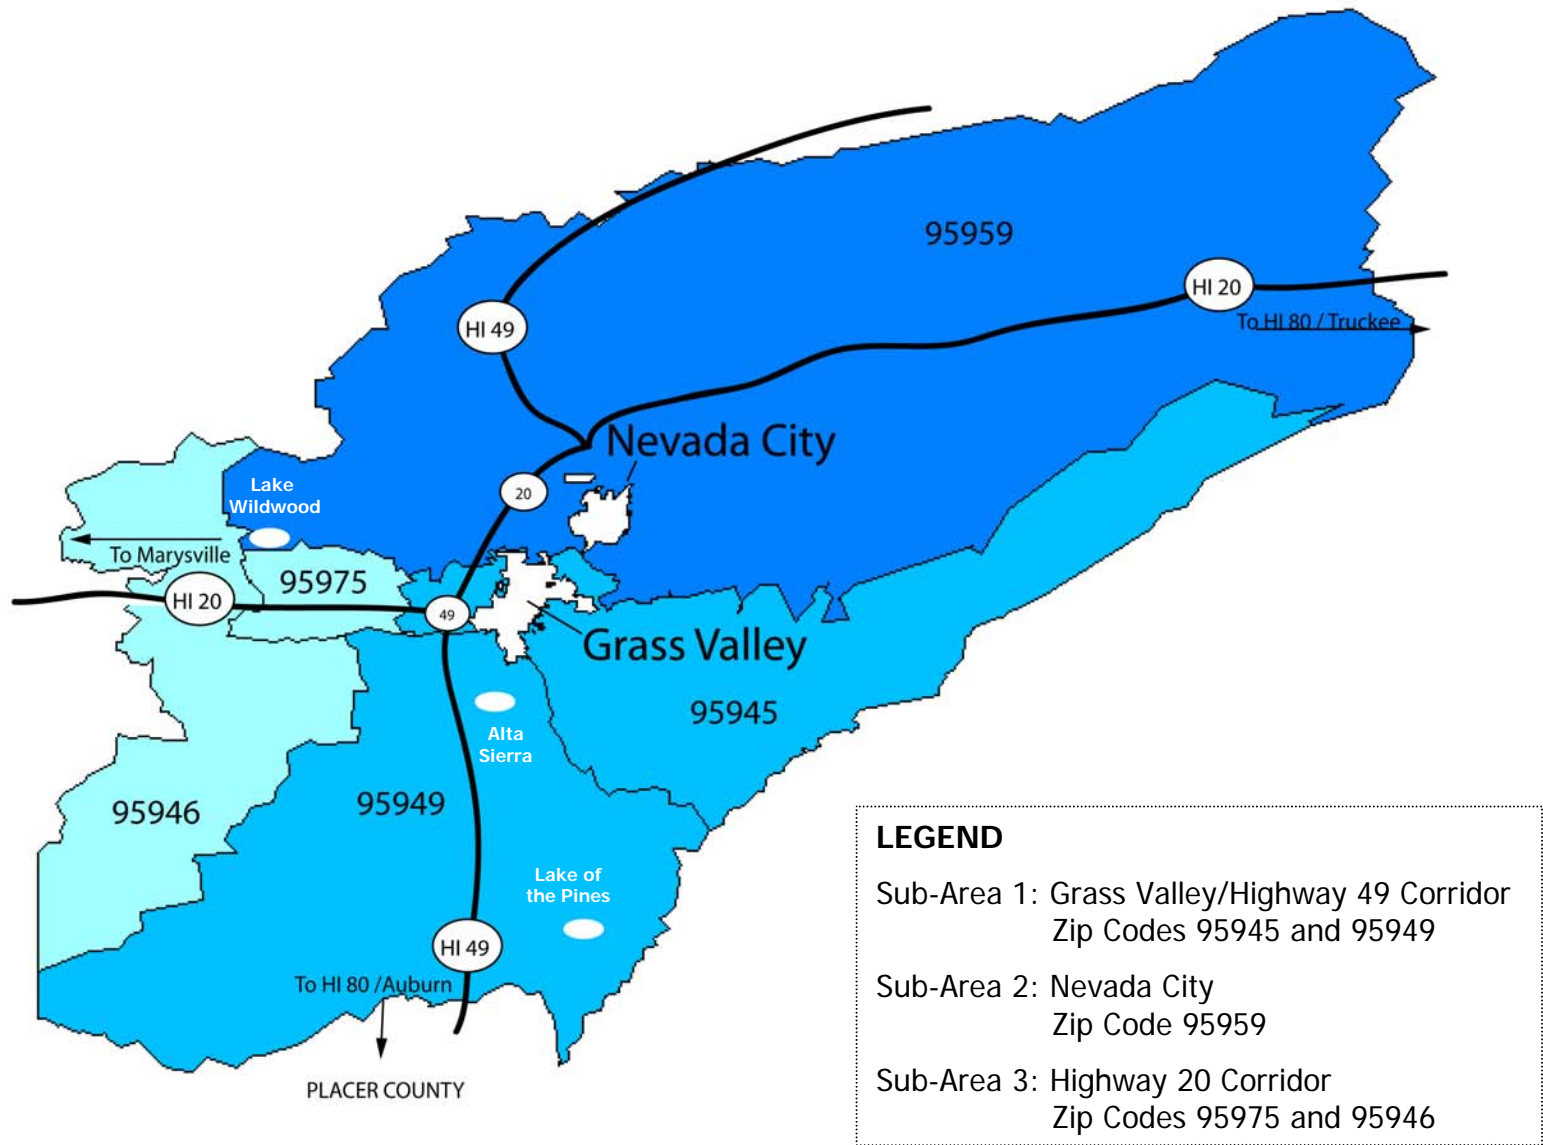 95959
HI 20
To HI 80 / Truckee
HI 49
Nevada City
20
Lake
Wildwood
To Marysville
95975
HI 20
49
Grass Valley
95945
Alta
Sierra
95949
95946
Lake of
the Pines
HI 49
To HI 80 /Auburn
PLACER COUNTY
LEGEND
Sub-Area 1: Grass Valley/Highway 49 Corridor
Zip Codes 95945 and 95949
Sub-Area 2: Nevada City
Zip Code 95959
Sub-Area 3: Highway 20 Corridor
Zip Codes 95975 and 95946